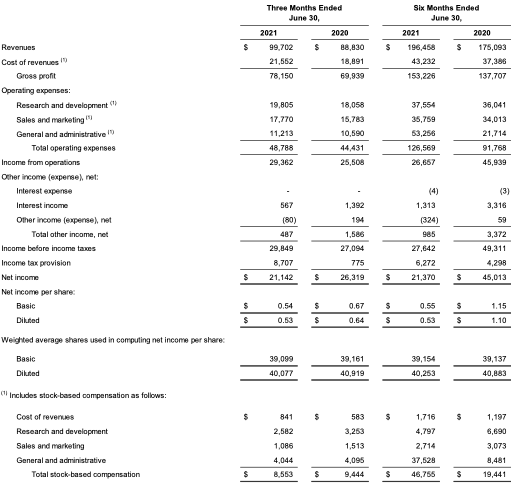 Three Months Ended Six Months Ended
June 30, June 30,
2021 2020 2021 2020
Revenues $ 99,702 $ 88,830 $ 196,458 $ 175,093
Cost of revenues (1) 21,552 18,891 43,232 37,386
Gross profit 78,150 69,939 153,226 137,707
Operating expenses:
Research and development (1) 19,805 18,058 37,554 36,041
Sales and marketing (1) 17,770 15,783 35,759 34,013
General and administrative (1) 11,213 10,590 53,256 21,714
Total operating expenses 48,788 44,431 126,569 91,768
Income from operations 29,362 25,508 26,657 45,939
Other income (expense), net:
Interest expense - - (4) (3)
Interest income 567 1,392 1,313 3,316
Other income (expense), net (80) 194 (324) 59
Total other income, net 487 1,586 985 3,372
Income before income taxes 29,849 27,094 27,642 49,311
Income tax provision 8,707 775 6,272 4,298
Net income $ 21,142 $ 26,319 $ 21,370 $ 45,013
Net income per share:
Basic $ 0.54 $ 0.67 $ 0.55 $ 1.15
Diluted $ 0.53 $ 0.64 $ 0.53 $ 1.10
Weighted average shares used in computing net income per share:
Basic 39,099 39,161 39,154 39,137
Diluted 40,077 40,919 40,253 40,883
(1) Includes stock-based compensation as follows:
Cost of revenues $ 841 $ 583 $ 1,716 $ 1,197
Research and development 2,582 3,253 4,797 6,690
Sales and marketing 1,086 1,513 2,714 3,073
General and administrative 4,044 4,095 37,528 8,481
Total stock-based compensation $ 8,553 $ 9,444 $ 46,755 $ 19,441